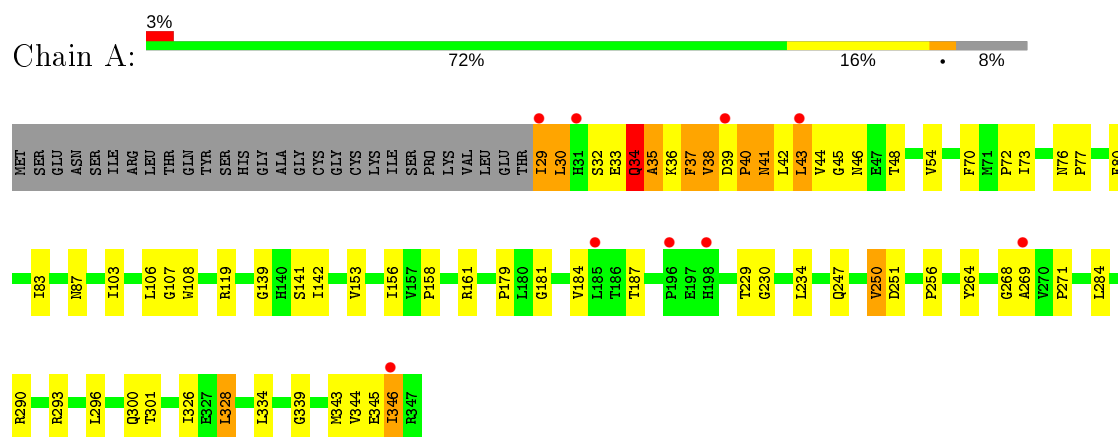 3%
Chain A:
72% 16% • 8%
MET SER GLU ASN SER ILE ARG LEU THR GLN TYR SER HIS GLY ALA GLY CYS GLY CYS LYS ILE SER PRO LYS VAL LEU GLU THR I29 L30 H31 S32 E33 Q34 A35 K36 F37 V38 D39 P40 N41 L42 L43 V44 G45 N46 E47 T48 V54 F70 M71 P72 I73 N76 P77
I83 N87 I103 L106 G107 W108 R119 G139 H140 S141 I142 V153 I156 V157 P158 R161 P179 L180 G181 V184 L185 T186 T187 P196 E197 H198 T229 G230 L234 Q247 V250 D251 P256 Y264 G268 A269 V270 P271 L284
R290 R293 L296 Q300 T301 I326 E327 L328 L334 G339 M343 V344 E345 I346 R347